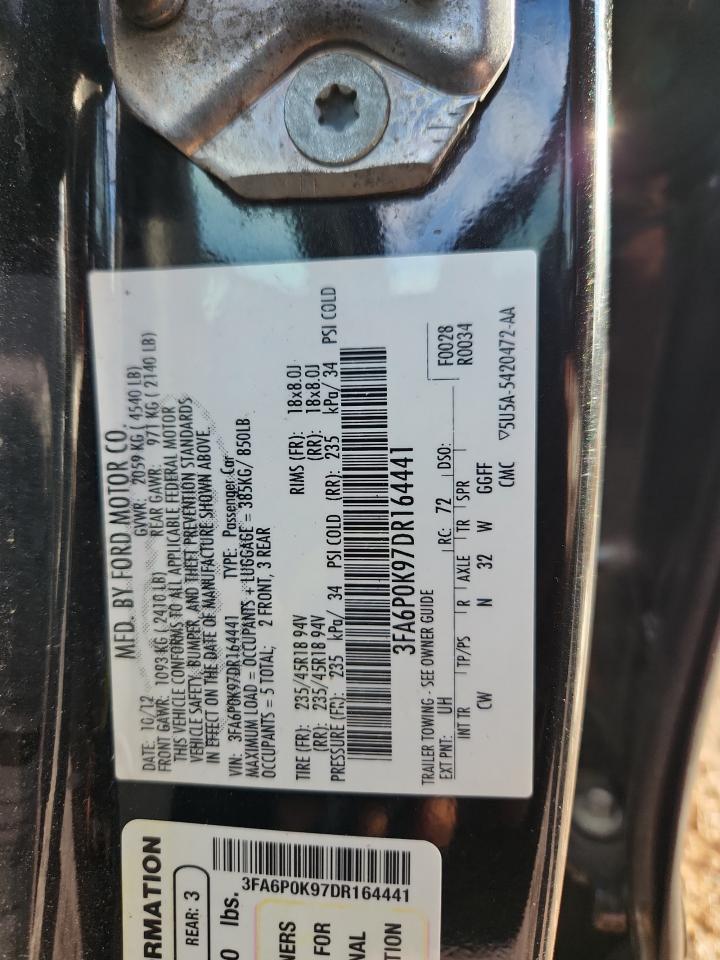 MFD. BY FORD MOTOR CO.
DATE: 10/12 GVWR: 2059 KG ( 4540 LB)
FRONT GAWR: 1093 KG ( 2410 LB) REAR GAWR: 971 KG ( 2140 LB)
THIS VEHICLE CONFORMS TO ALL APPLICABLE FEDERAL MOTOR
VEHICLE SAFETY, BUMPER, AND THEFT PREVENTION STANDARDS
IN EFFECT ON THE DATE OF MANUFACTURE SHOWN ABOVE.
VIN: 3FA6P0K97DR164441 TYPE: Passenger Car
MAXIMUM LOAD = OCCUPANTS + LUGGAGE = 385KG/ 850LB
OCCUPANTS = 5 TOTAL; 2 FRONT, 3 REAR
TIRE (FR): 235/45R18 94V RIMS (FR): 18x8.0J
(RR): 235/45R18 94V (RR): 18x8.0J
PRESSURE (FR): 235 kPa/ 34 PSI COLD (RR): 235 kPa/ 34 PSI COLD
3FA6P0K97DR164441
TRAILER TOWING - SEE OWNER GUIDE
F0028
R0034
EXT PNT: UH RC: 72 DSO:
INT TR TP/PS R AXLE TR SPR
CW N 32 W GGFF
CMC ▽5U5A-5420472-AA
RMATION
REAR: 3
0 lbs.
3FA6P0K97DR164441
NERS
FOR
NAL
TION